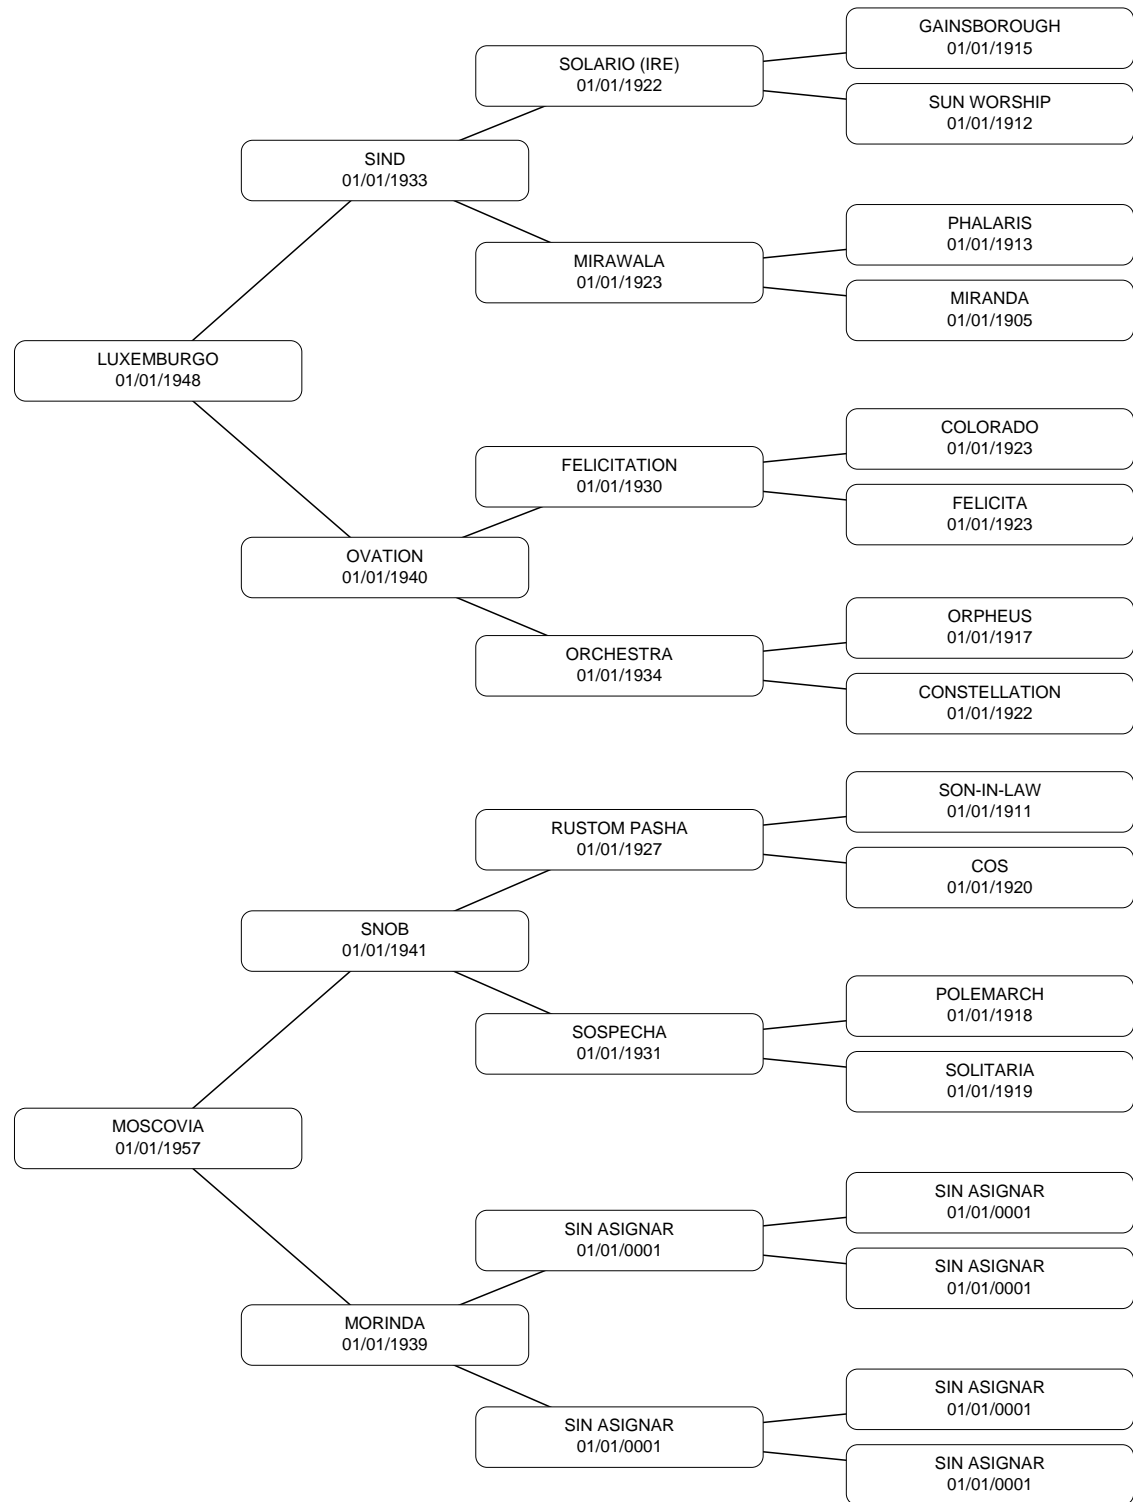 GAINSBOROUGH
01/01/1915
SOLARIO (IRE)
01/01/1922
SUN WORSHIP
01/01/1912
SIND
01/01/1933
PHALARIS
01/01/1913
MIRAWALA
01/01/1923
MIRANDA
01/01/1905
LUXEMBURGO
01/01/1948
COLORADO
01/01/1923
FELICITATION
01/01/1930
FELICITA
01/01/1923
OVATION
01/01/1940
ORPHEUS
01/01/1917
ORCHESTRA
01/01/1934
CONSTELLATION
01/01/1922
SON-IN-LAW
01/01/1911
RUSTOM PASHA
01/01/1927
COS
01/01/1920
SNOB
01/01/1941
POLEMARCH
01/01/1918
SOSPECHA
01/01/1931
SOLITARIA
01/01/1919
MOSCOVIA
01/01/1957
SIN ASIGNAR
01/01/0001
SIN ASIGNAR
01/01/0001
SIN ASIGNAR
01/01/0001
MORINDA
01/01/1939
SIN ASIGNAR
01/01/0001
SIN ASIGNAR
01/01/0001
SIN ASIGNAR
01/01/0001